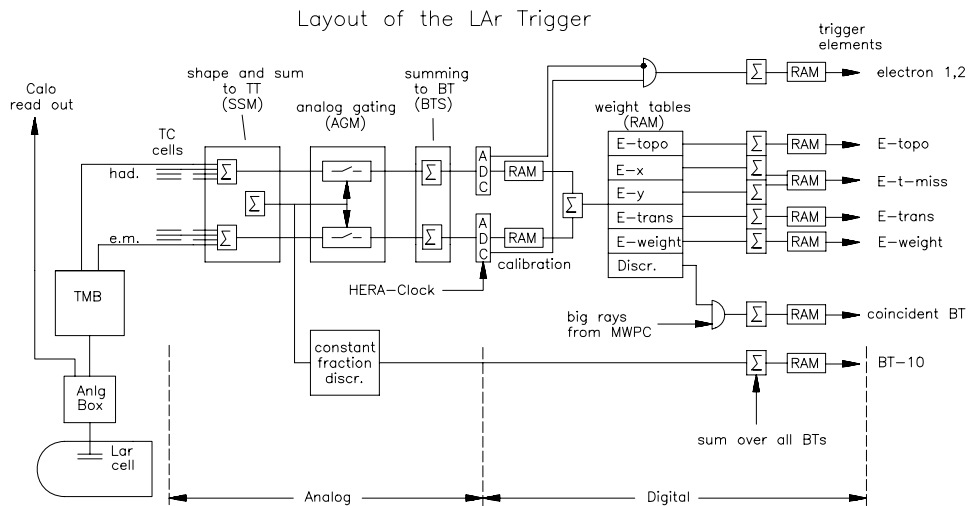 Layout of the LAr Trigger
trigger
elements
Calo
read out
shape and sum
to TT
(SSM)
analog gating
(AGM)
summing
to BT
(BTS)
weight tables
(RAM)
TC
cells
had.
e.m.
Σ
Σ
Σ
Σ
Σ
A
D
C
A
D
C
RAM
RAM
calibration
Σ
HERA-Clock
E-topo
E-x
E-y
E-trans
E-weight
Discr.
big rays
from MWPC
Σ RAM electron 1,2
Σ RAM E-topo
Σ
Σ RAM E-t-miss
Σ RAM E-trans
Σ RAM E-weight
Σ RAM coincident BT
Σ RAM BT-10
sum over all BTs
TMB
Anlg
Box
Lar
cell
constant
fraction
discr.
Analog
Digital